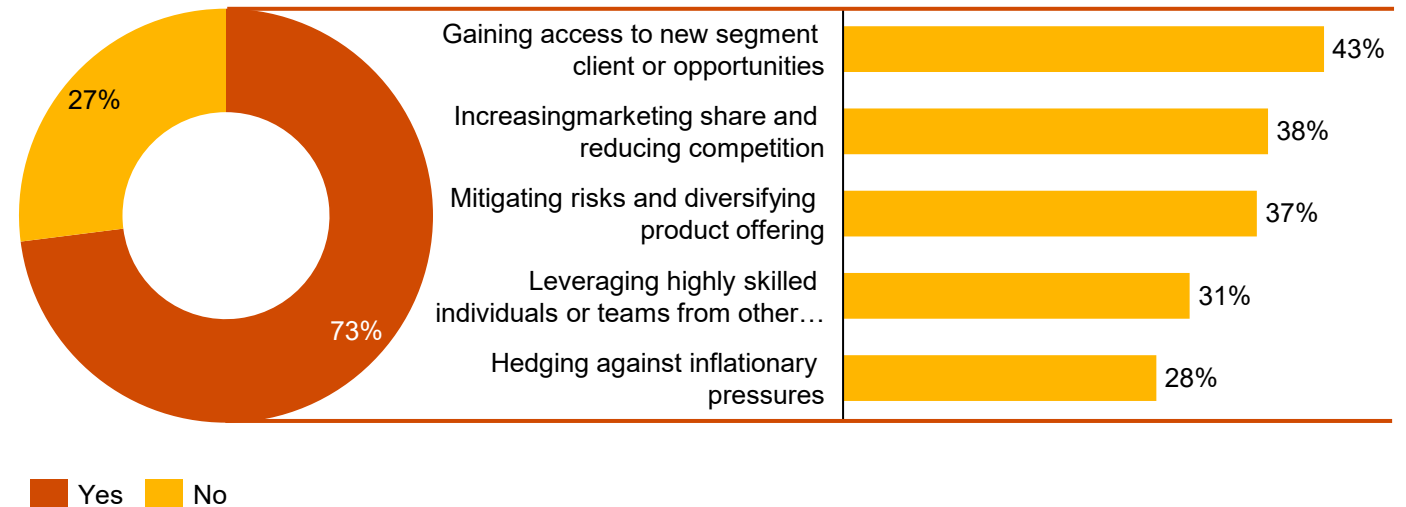 27%
73%
Gaining access to new segment
client or opportunities
43%
Increasingmarketing share and
reducing competition
38%
Mitigating risks and diversifying
product offering
37%
Leveraging highly skilled
individuals or teams from other…
31%
Hedging against inflationary
pressures
28%
Yes
No